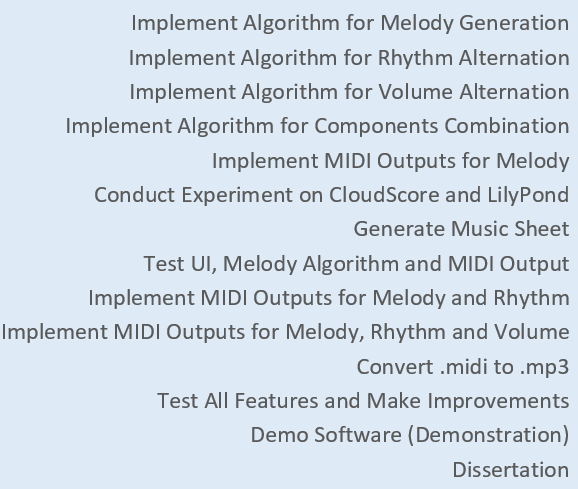 Implement Algorithm for Melody Generation
Implement Algorithm for Rhythm Alternation
Implement Algorithm for Volume Alternation
Implement Algorithm for Components Combination
Implement MIDI Outputs for Melody
Conduct Experiment on CloudScore and LilyPond
Generate Music Sheet
Test UI, Melody Algorithm and MIDI Output
Implement MIDI Outputs for Melody and Rhythm
Implement MIDI Outputs for Melody, Rhythm and Volume
Convert .midi to .mp3
Test All Features and Make Improvements
Demo Software (Demonstration)
Dissertation